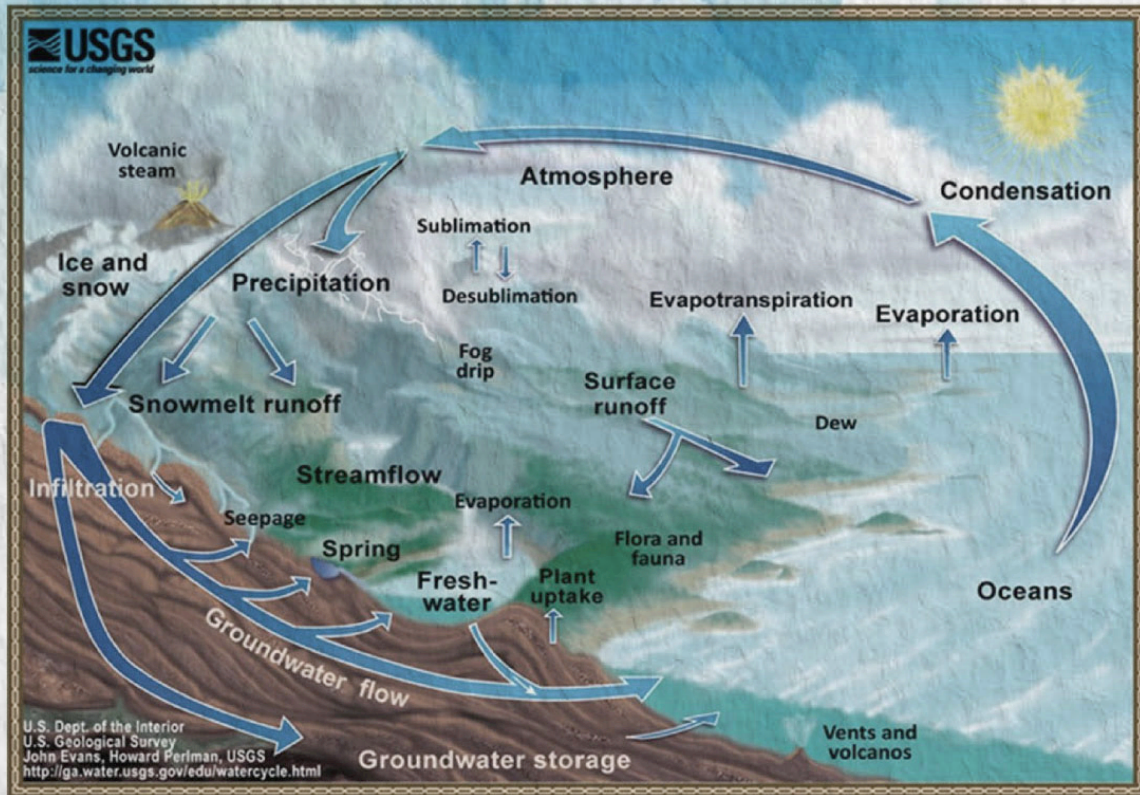 USGS
science for a changing world
Volcanic
steam
Atmosphere
Condensation
Sublimation
Ice and
snow
Precipitation
Desublimation
Evapotranspiration
Evaporation
Fog
drip
Surface
runoff
Snowmelt runoff
Dew
Streamflow
Infiltration
Evaporation
Seepage
Flora and
fauna
Spring
Fresh-
water
Plant
uptake
Oceans
Groundwater flow
Vents and
volcanos
Groundwater storage
U.S. Dept. of the Interior
U.S. Geological Survey
John Evans, Howard Perlman, USGS
http://ga.water.usgs.gov/edu/watercycle.html